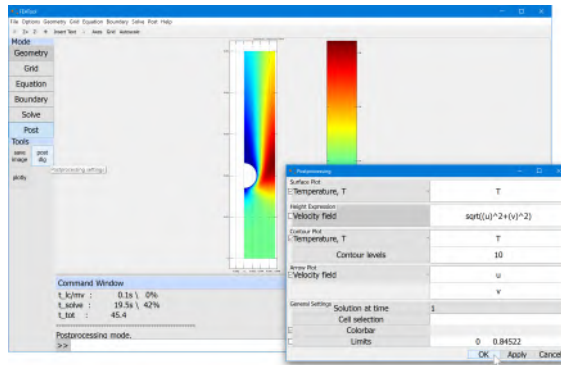 FEATool
File Options Geometry Grid Equation Boundary Solve Post Help
Insert Text
Axes Grid Autoscale
Mode
Geometry
Grid
Equation
Boundary
Solve
Post
Tools
save image
post dlg
plotly
Postprocessing settings
Command Window
t_lc/mv : 0.1s \ 0%
t_solve : 19.5s \ 42%
t_tot : 45.4
Postprocessing mode.
>>
Postprocessing
Surface Plot
Temperature, T
T
Height Expression
Velocity field
sqrt((u)^2+(v)^2)
Contour Plot
Temperature, T
T
Contour levels
10
Arrow Plot
Velocity field
u
v
General Settings
Solution at time
1
Cell selection
Colorbar
Limits
0 0.84522
OK Apply Cancel